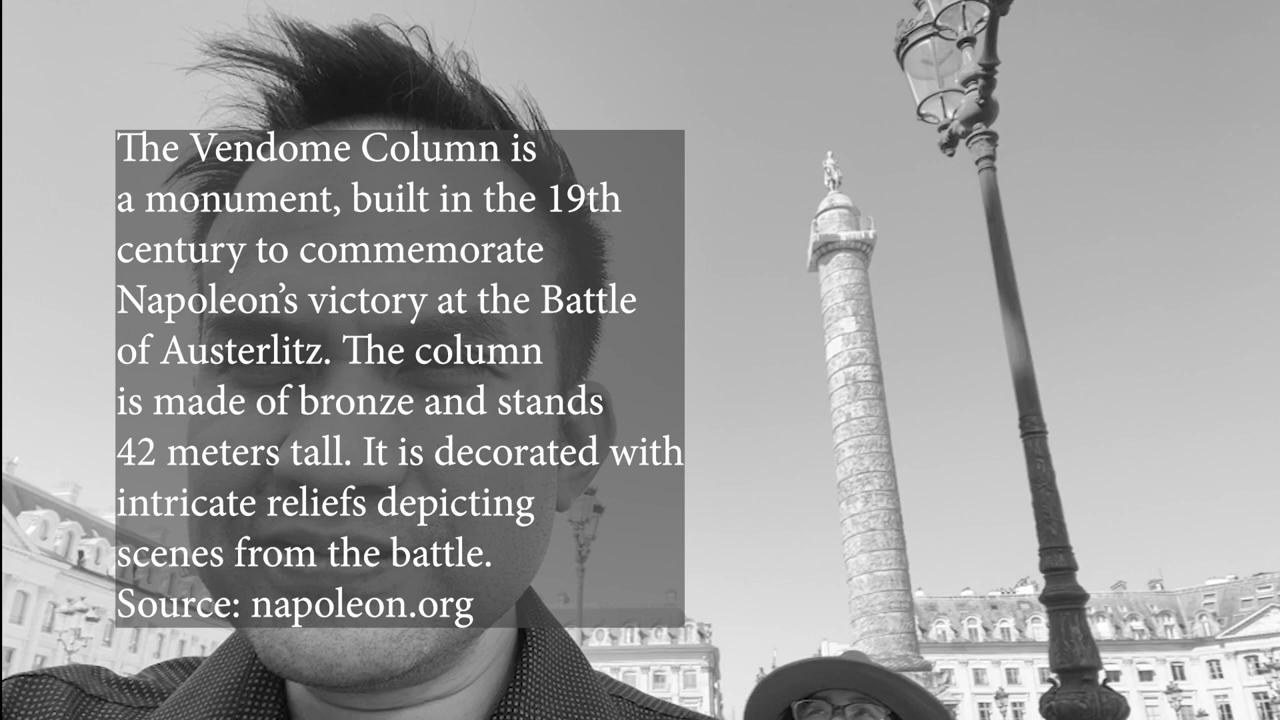 The Vendome Column is
a monument, built in the 19th
century to commemorate
Napoleon’s victory at the Battle
of Austerlitz. The column
is made of bronze and stands
42 meters tall. It is decorated with
intricate reliefs depicting
scenes from the battle.
Source: napoleon.org